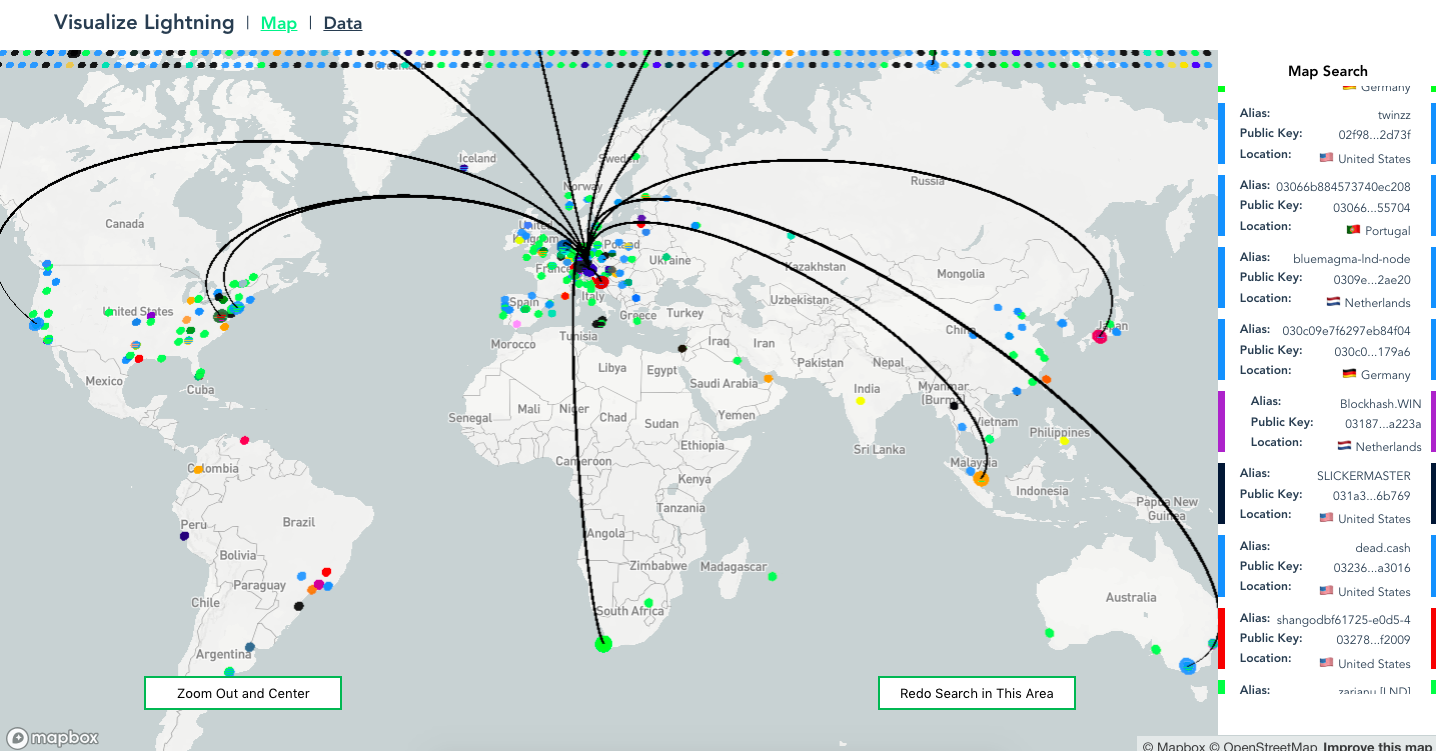 Visualize Lightning | Map | Data
Map Search
Germany
Alias: twinzz
Public Key: 02f98...2d73f
Location: United States
Alias: 03066b884573740ec208
Public Key: 03066...55704
Location: Portugal
Alias: bluemagma-lnd-node
Public Key: 0309e...2ae20
Location: Netherlands
Alias: 030c09e7f6297eb84f04
Public Key: 030c0...179a6
Location: Germany
Alias: Blockhash.WIN
Public Key: 03187...a223a
Location: Netherlands
Alias: SLICKERMASTER
Public Key: 031a3...6b769
Location: United States
Alias: dead.cash
Public Key: 03236...a3016
Location: United States
Alias: shangodbf61725-e0d5-4
Public Key: 03278...f2009
Location: United States
Alias: zarianu [LND]
Greenland
Iceland
Sweden
Norway
Russia
Canada
United
Kingdom
Poland
Ukraine
France
Kazakhstan
Mongolia
United States
Spain
Italy
Uzbekistan
Greece
Turkey
China
Japan
Tunisia
Morocco
Iraq
Iran
Pakistan
Nepal
Libya
Egypt
Mexico
Cuba
Saudi Arabia
India
Myanmar
(Burma)
Mali
Niger
Chad
Senegal
Sudan
Yemen
Vietnam
Philippines
Ethiopia
Sri Lanka
Colombia
Cameroon
Malaysia
Kenya
Indonesia
Papua New
Guinea
Tanzania
Peru
Brazil
Angola
Bolivia
Zimbabwe
Madagascar
Paraguay
Chile
South Africa
Australia
Argentina
Zoom Out and Center
Redo Search in This Area
mapbox
© Mapbox © OpenStreetMap Improve this map